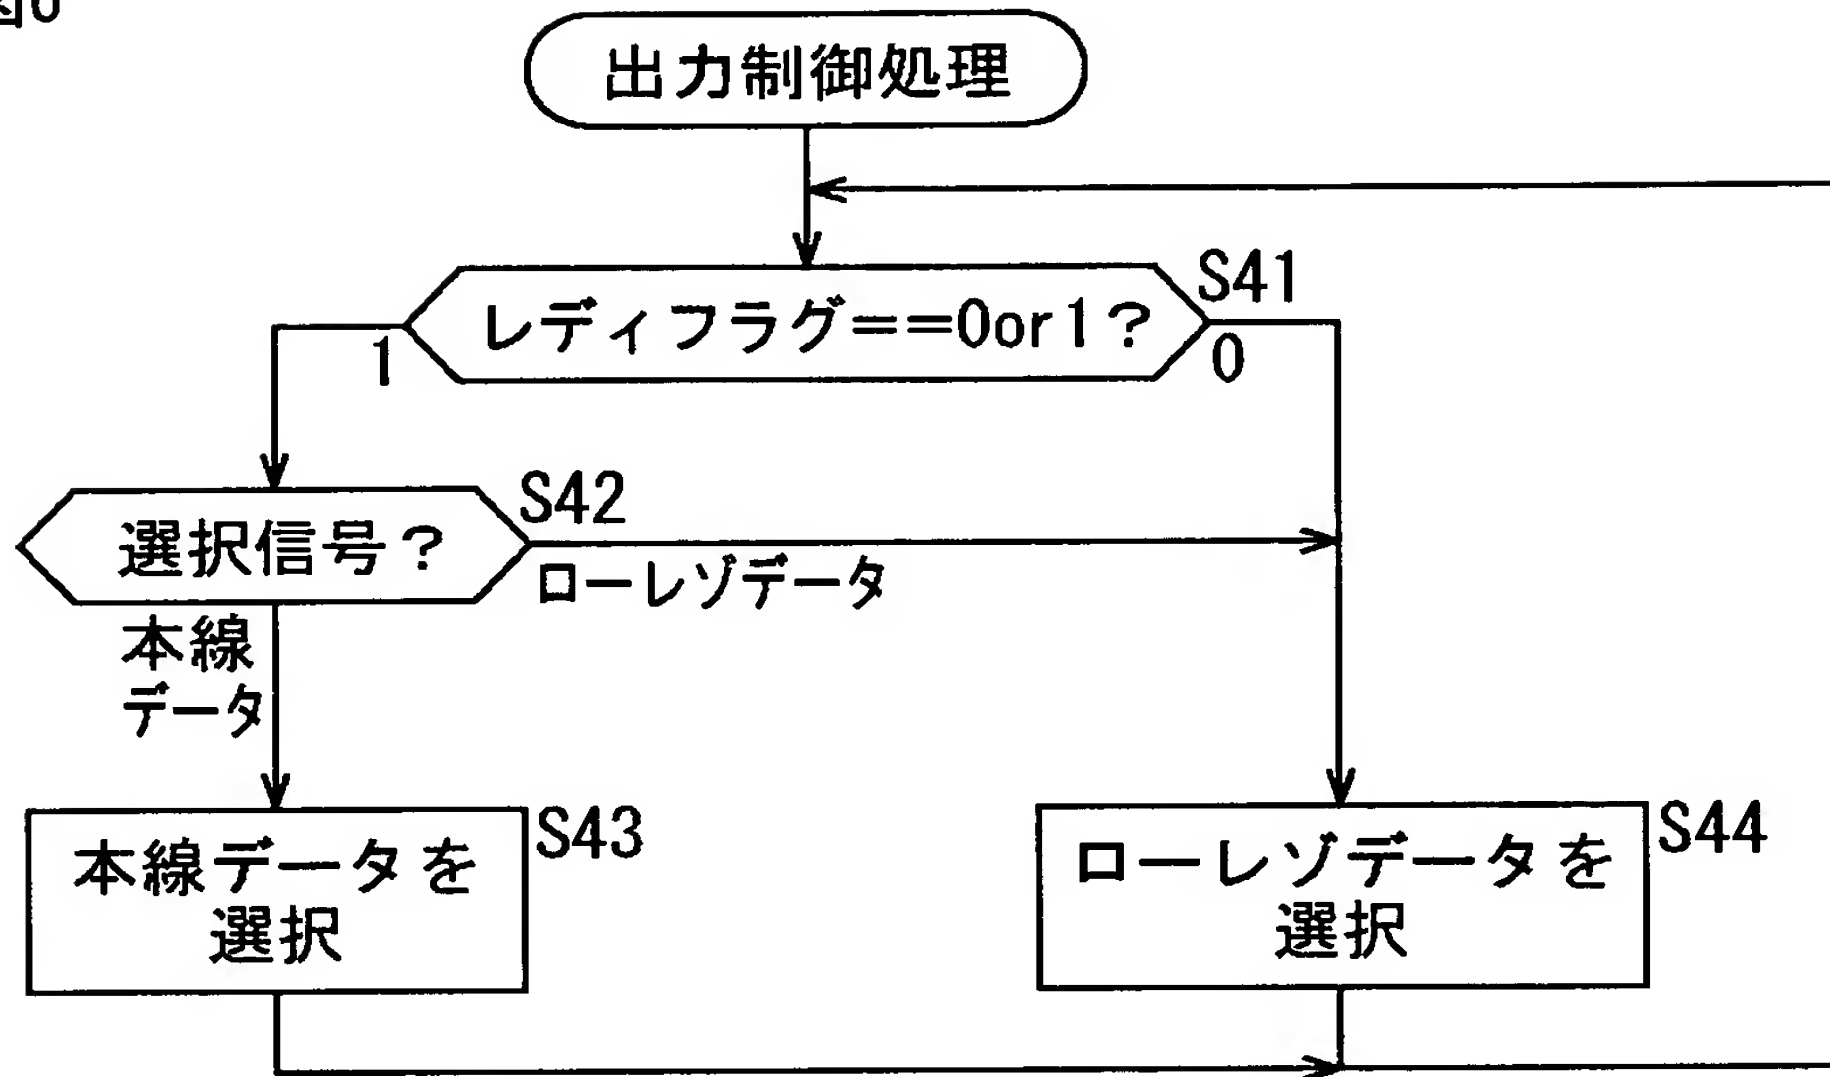 出力制御処理
S41
レディフラグ==0or1？
1
0
S42
選択信号？
ローレゾデータ
本線
データ
S43
本線データを
選択
S44
ローレゾデータを
選択